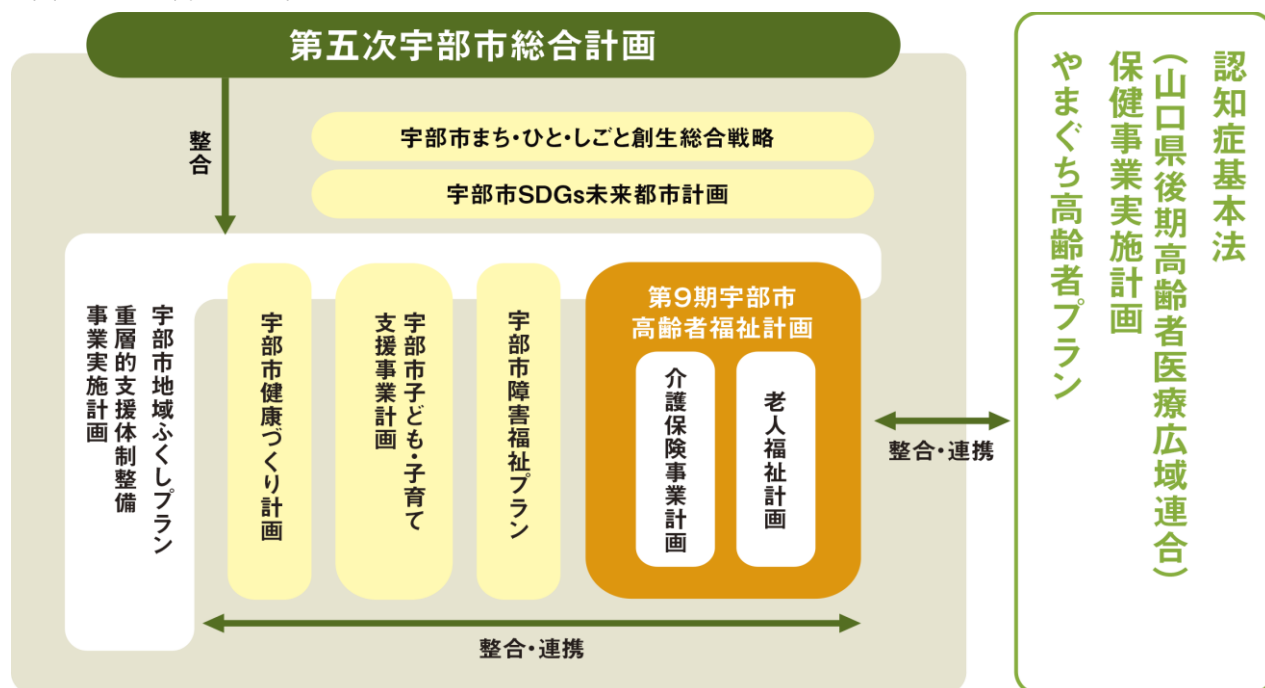 第五次宇部市総合計画
整合
宇部市まち・ひと・しごと創生総合戦略
宇部市SDGs未来都市計画
宇部市地域ふくしプラン
重層的支援体制整備
事業実施計画
宇部市健康づくり計画
宇部市子ども・子育て
支援事業計画
宇部市障害福祉プラン
第9期宇部市
高齢者福祉計画
老人福祉計画
介護保険事業計画
整合・連携
整合・連携
認知症基本法
(山口県後期高齢者医療広域連合)
保健事業実施計画
やまぐち高齢者プラン